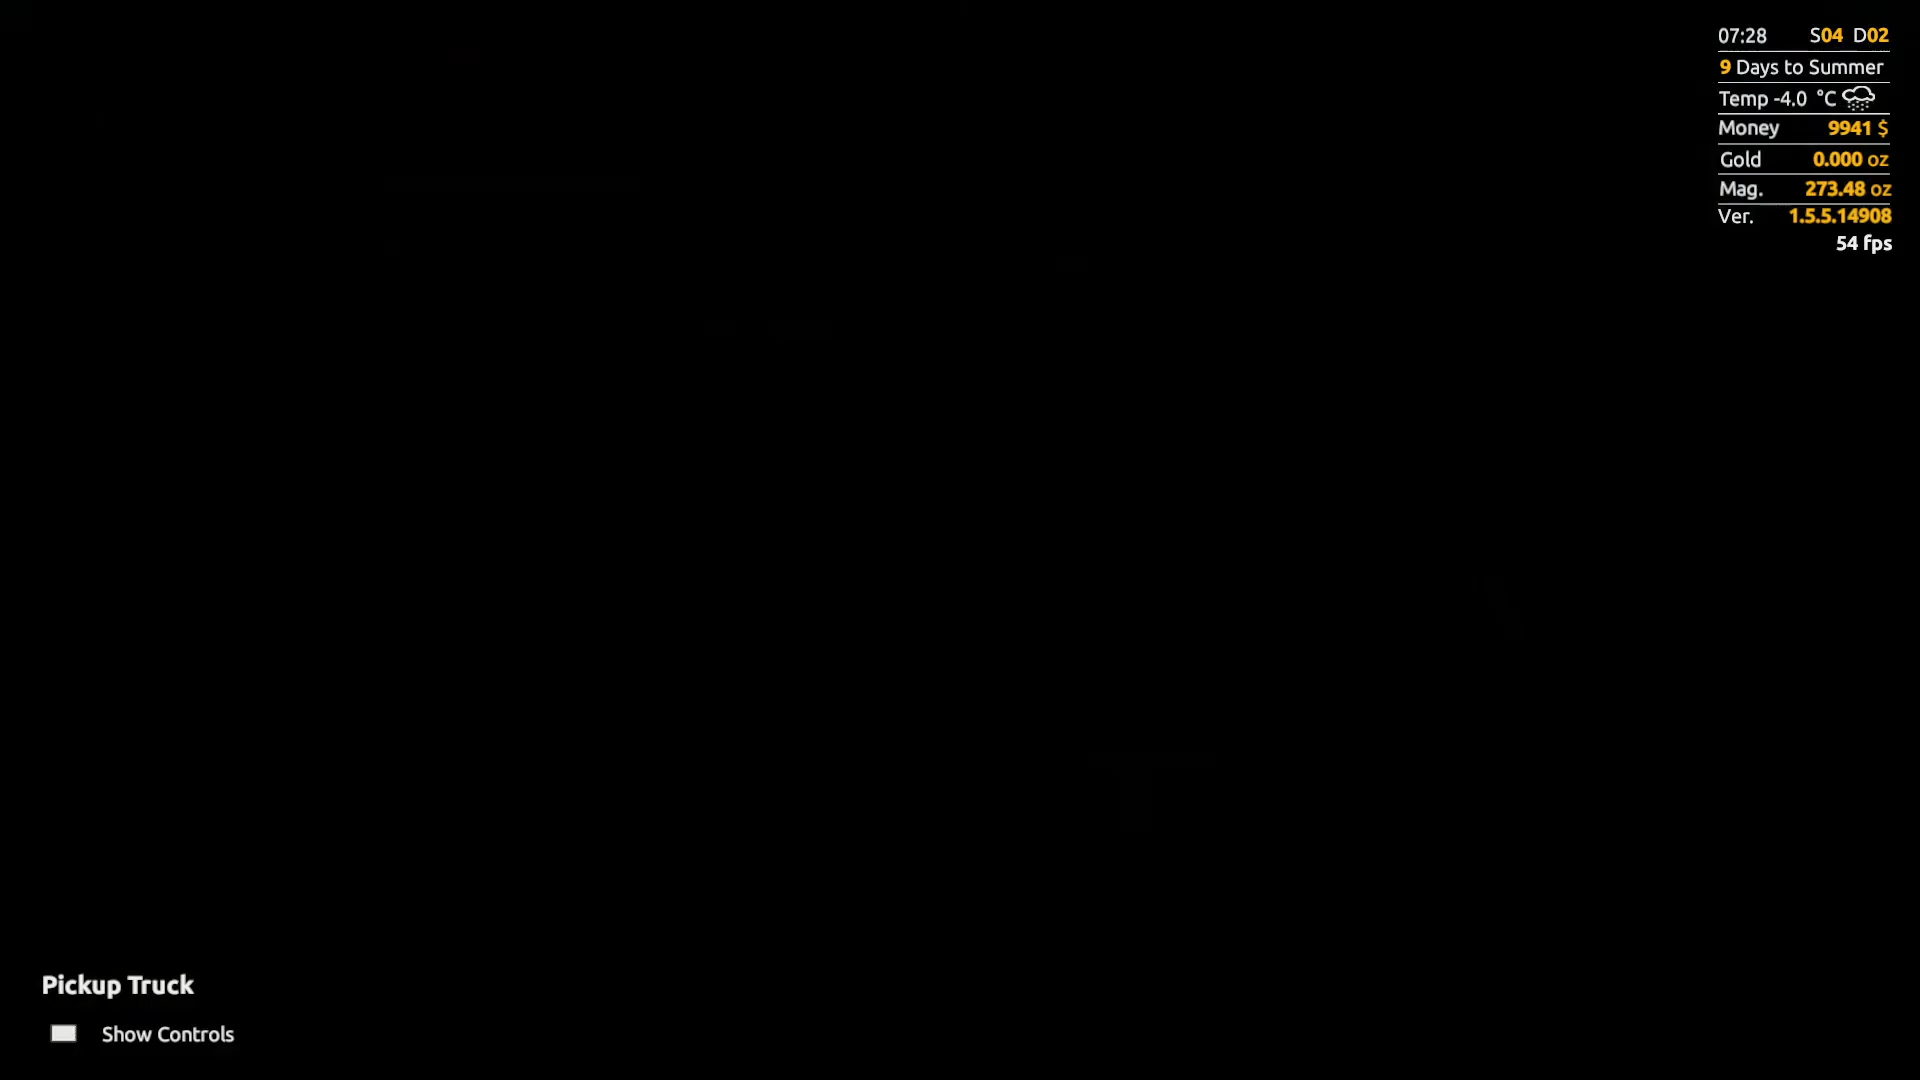 07:28 S04 D02
9 Days to Summer
Temp -4.0 °C
Money 9941 $
Gold 0.000 oz
Mag. 273.48 oz
Ver. 1.5.5.14908
54 fps
Pickup Truck
Show Controls